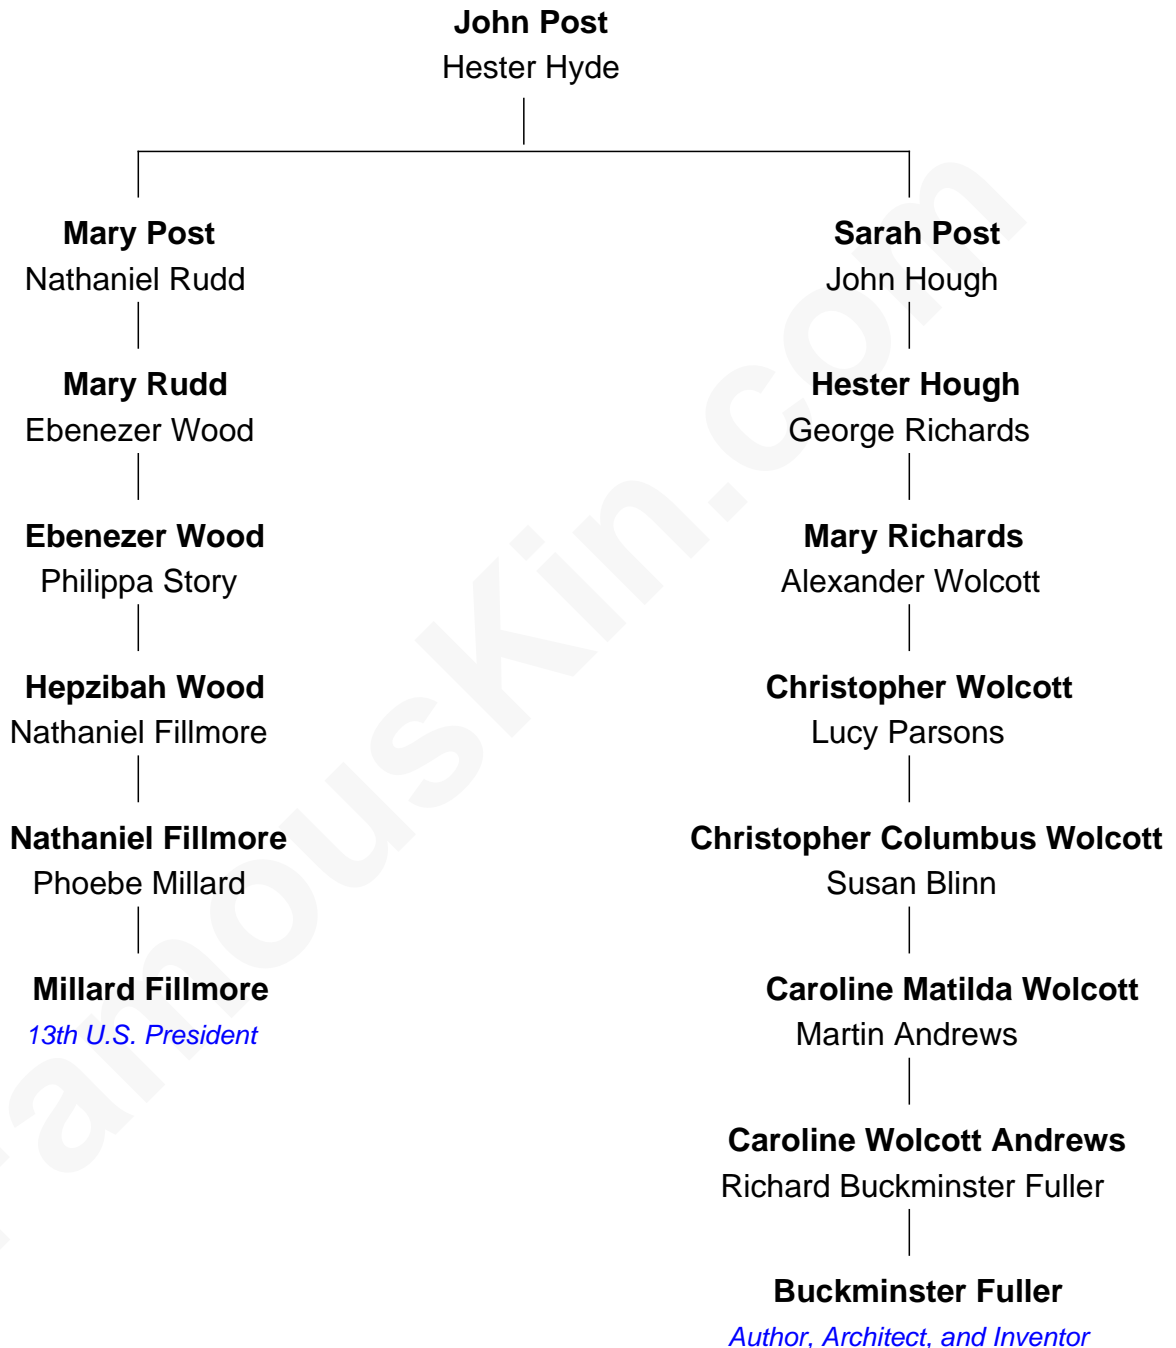 John Post
Hester Hyde
Mary Post
Nathaniel Rudd
Sarah Post
John Hough
Mary Rudd
Ebenezer Wood
Hester Hough
George Richards
Ebenezer Wood
Philippa Story
Mary Richards
Alexander Wolcott
Hepzibah Wood
Nathaniel Fillmore
Christopher Wolcott
Lucy Parsons
Nathaniel Fillmore
Phoebe Millard
Christopher Columbus Wolcott
Susan Blinn
Millard Fillmore
13th U.S. President
Caroline Matilda Wolcott
Martin Andrews
Caroline Wolcott Andrews
Richard Buckminster Fuller
Buckminster Fuller
Author, Architect, and Inventor
FamousKin.com